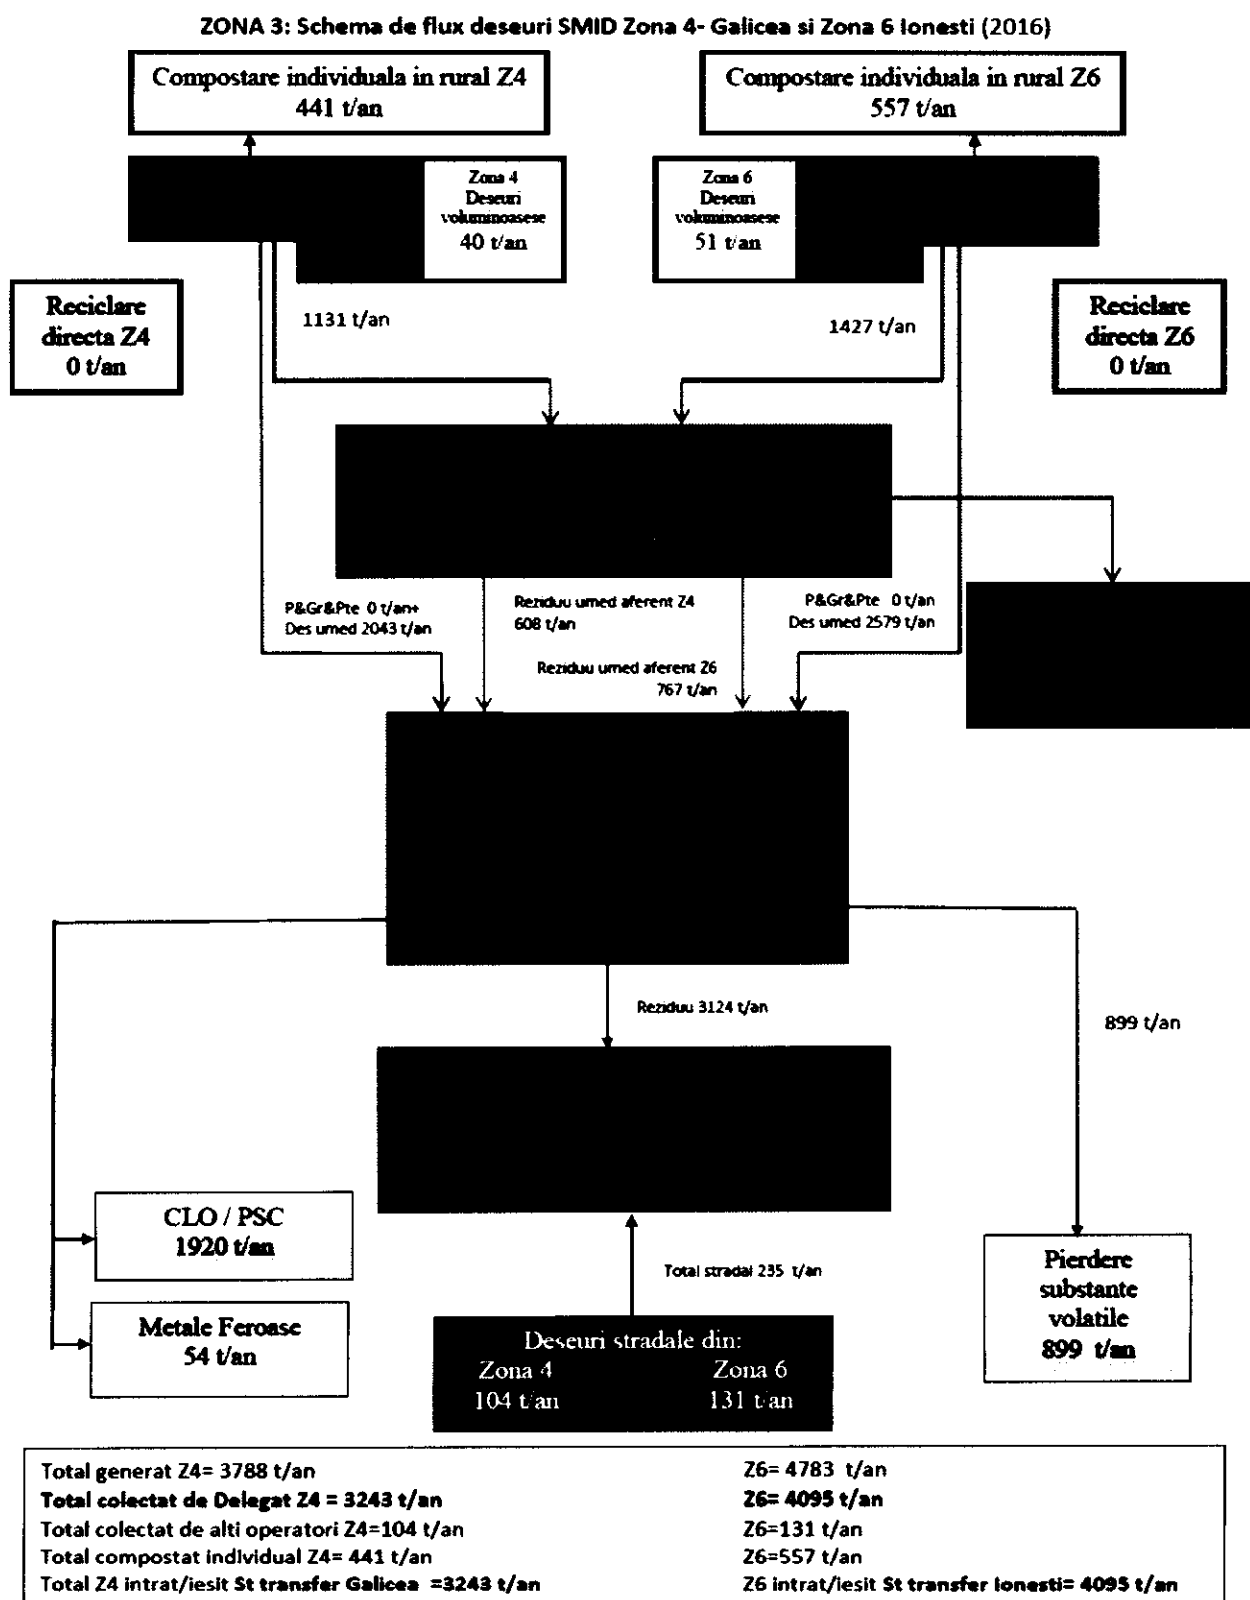 ZONA 3: Schema de flux deseuri SMID Zona 4- Galicea si Zona 6 Ionesti (2016)
Compostare individuala in rural Z4
441 t/an
Compostare individuala in rural Z6
557 t/an
Zona 4
Deseuri
voluminoasese
40 t/an
Zona 6
Deseuri
voluminoasese
51 t/an
Reciclare
directa Z4
0 t/an
1131 t/an
1427 t/an
Reciclare
directa Z6
0 t/an
P&Gr&Pte 0 t/an+
Des umed 2043 t/an
Reziduu umed aferent Z4
608 t/an
Reziduu umed aferent Z6
767 t/an
P&Gr&Pte 0 t/an
Des umed 2579 t/an
Reziduu 3124 t/an
899 t/an
CLO / PSC
1920 t/an
Metale Feroase
54 t/an
Total stradal 235 t/an
Pierdere
substante
volatile
899 t/an
Deseuri stradale din:
Zona 4 Zona 6
104 t/an 131 t/an
Total generat Z4= 3788 t/an Z6= 4783 t/an
Total colectat de Delegat Z4 = 3243 t/an Z6= 4095 t/an
Total colectat de alti operatori Z4=104 t/an Z6=131 t/an
Total compostat individual Z4= 441 t/an Z6=557 t/an
Total Z4 intrat/iesit St transfer Galicea =3243 t/an Z6 intrat/iesit St transfer Ionesti= 4095 t/an